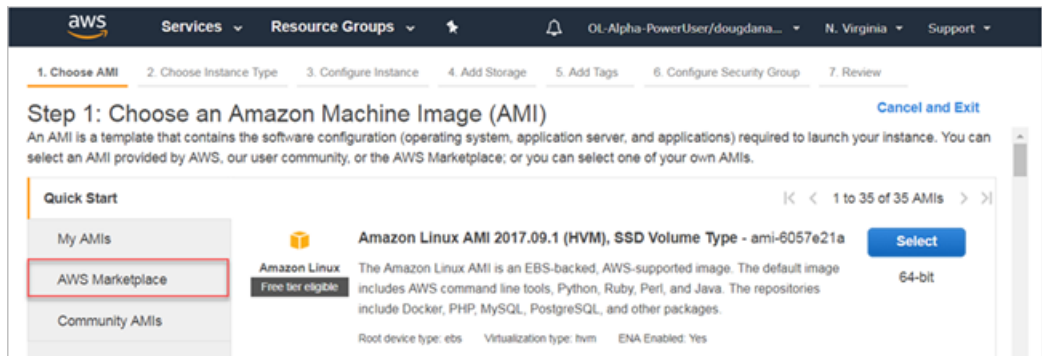 aws Services Resource Groups OL-Alpha-PowerUser/dougdana... N. Virginia Support
1. Choose AMI 2. Choose Instance Type 3. Configure Instance 4. Add Storage 5. Add Tags 6. Configure Security Group 7. Review
Step 1: Choose an Amazon Machine Image (AMI)
Cancel and Exit
An AMI is a template that contains the software configuration (operating system, application server, and applications) required to launch your instance. You can
select an AMI provided by AWS, our user community, or the AWS Marketplace; or you can select one of your own AMIs.
Quick Start
1 to 35 of 35 AMIs
My AMIs
AWS Marketplace
Community AMIs
Amazon Linux
Free tier eligible
Amazon Linux AMI 2017.09.1 (HVM), SSD Volume Type - ami-6057e21a
The Amazon Linux AMI is an EBS-backed, AWS-supported image. The default image
includes AWS command line tools, Python, Ruby, Perl, and Java. The repositories
include Docker, PHP, MySQL, PostgreSQL, and other packages.
Root device type: ebs Virtualization type: hvm ENA Enabled: Yes
Select
64-bit